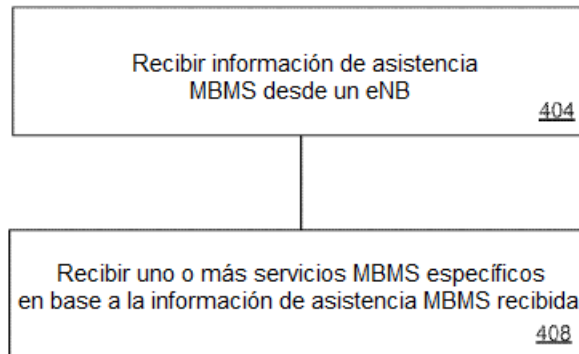 Recibir información de asistencia
MBMS desde un eNB
404
Recibir uno o más servicios MBMS específicos
en base a la información de asistencia MBMS recibida
408